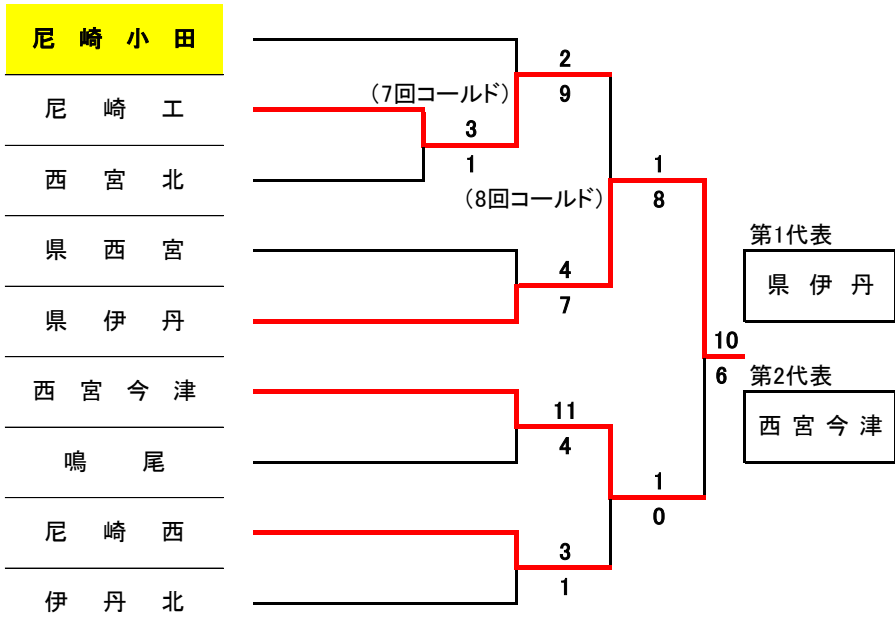 尼崎小田
尼崎工
西宮北
県西宮
県伊丹
西宮今津
鳴尾
尼崎西
伊丹北
2
(7回コールド)
9
3
1
1
(8回コールド)
8
4
7
11
4
1
0
3
1
10
6
第1代表
県伊丹
第2代表
西宮今津